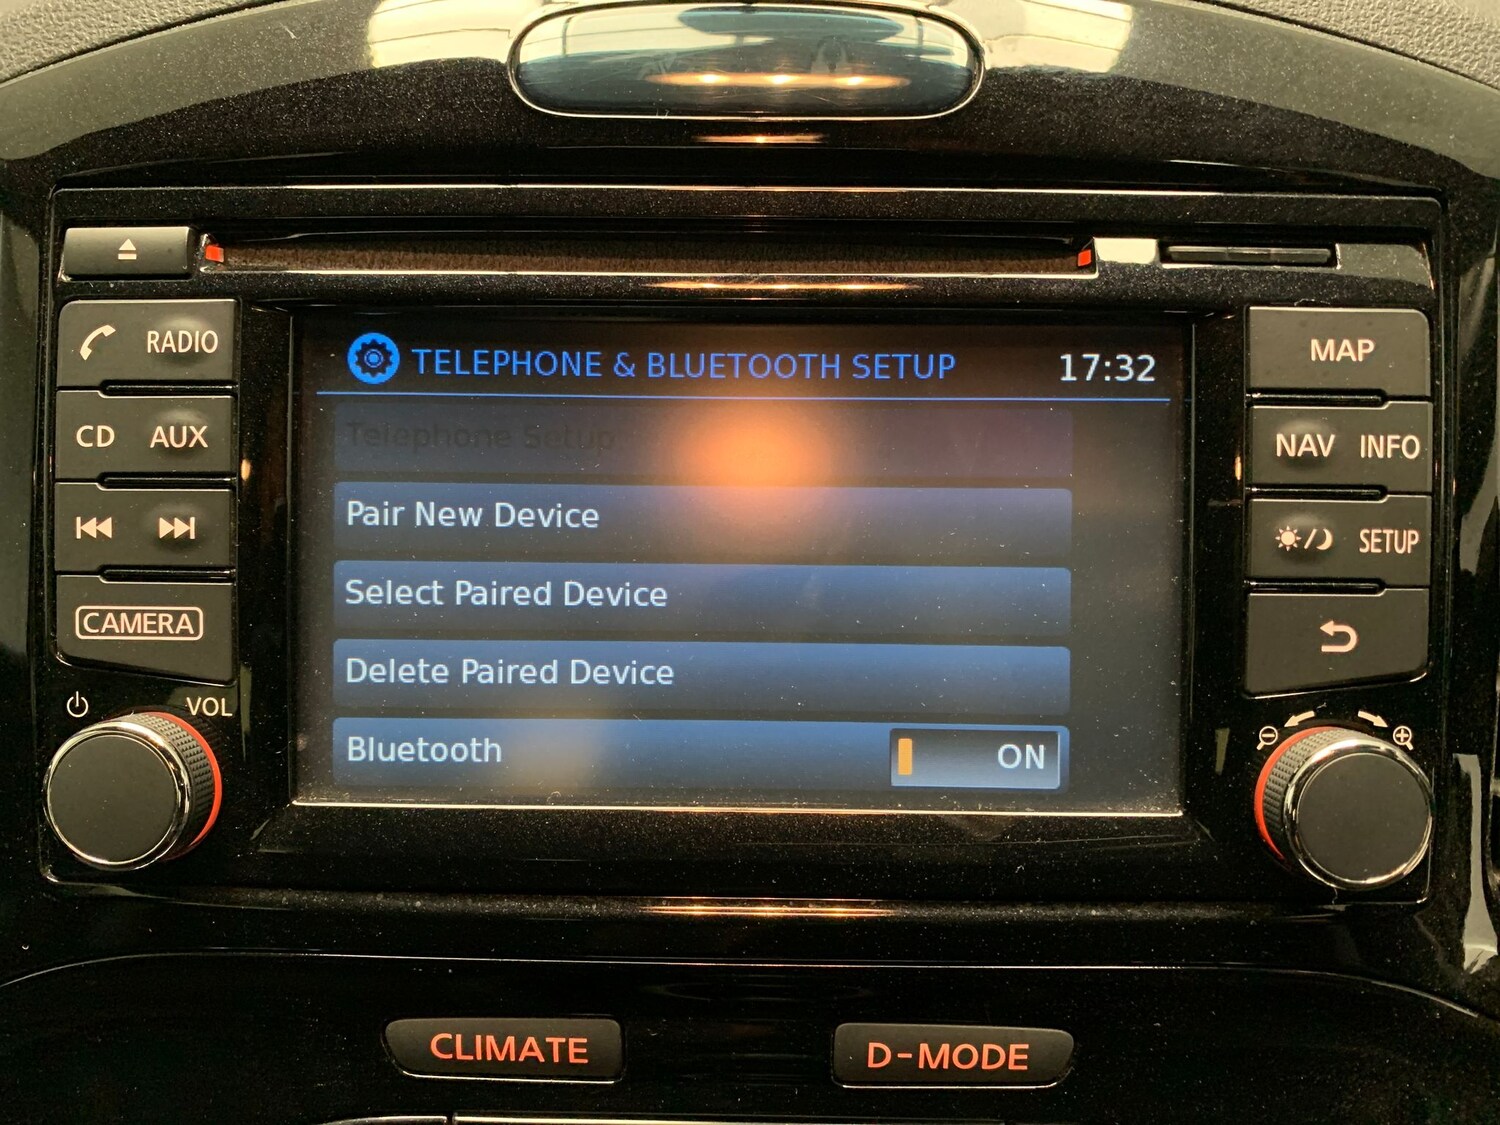 RADIO
CD AUX
CAMERA
VOL
TELEPHONE & BLUETOOTH SETUP 17:32
Telephone Setup
Pair New Device
Select Paired Device
Delete Paired Device
Bluetooth ON
MAP
NAV INFO
SETUP
CLIMATE
D-MODE